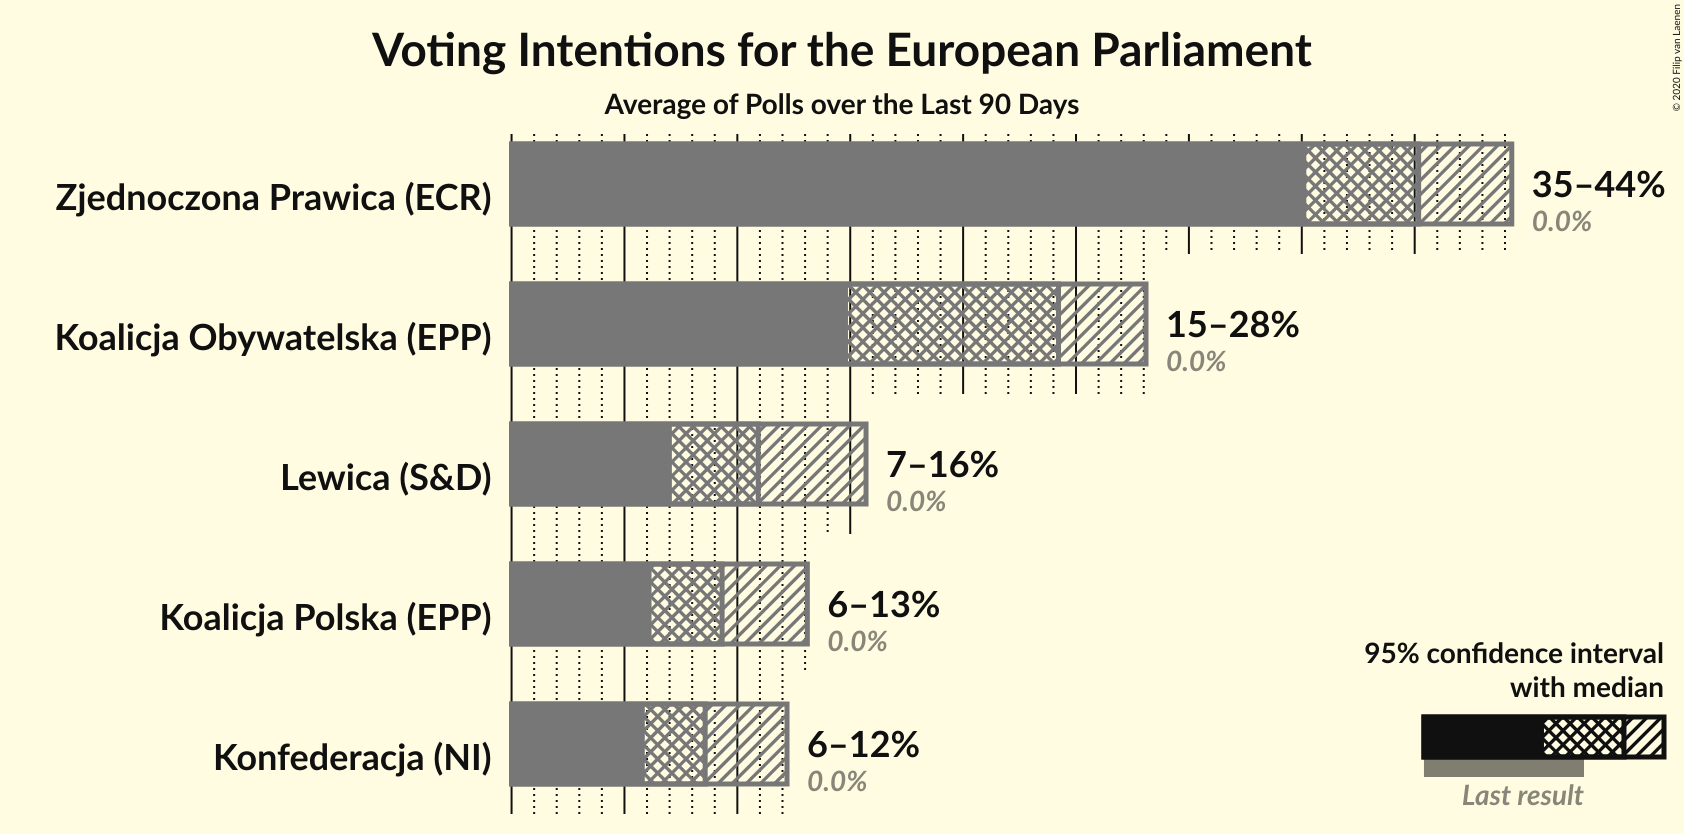 Voting Intentions for the European Parliament
Average of Polls over the Last 90 Days
© 2020 Filip van Laenen
Zjednoczona Prawica (ECR)
35–44%
0.0%
Koalicja Obywatelska (EPP)
15–28%
0.0%
Lewica (S&D)
7–16%
0.0%
Koalicja Polska (EPP)
6–13%
0.0%
Konfederacja (NI)
6–12%
0.0%
95% confidence interval
with median
Last result